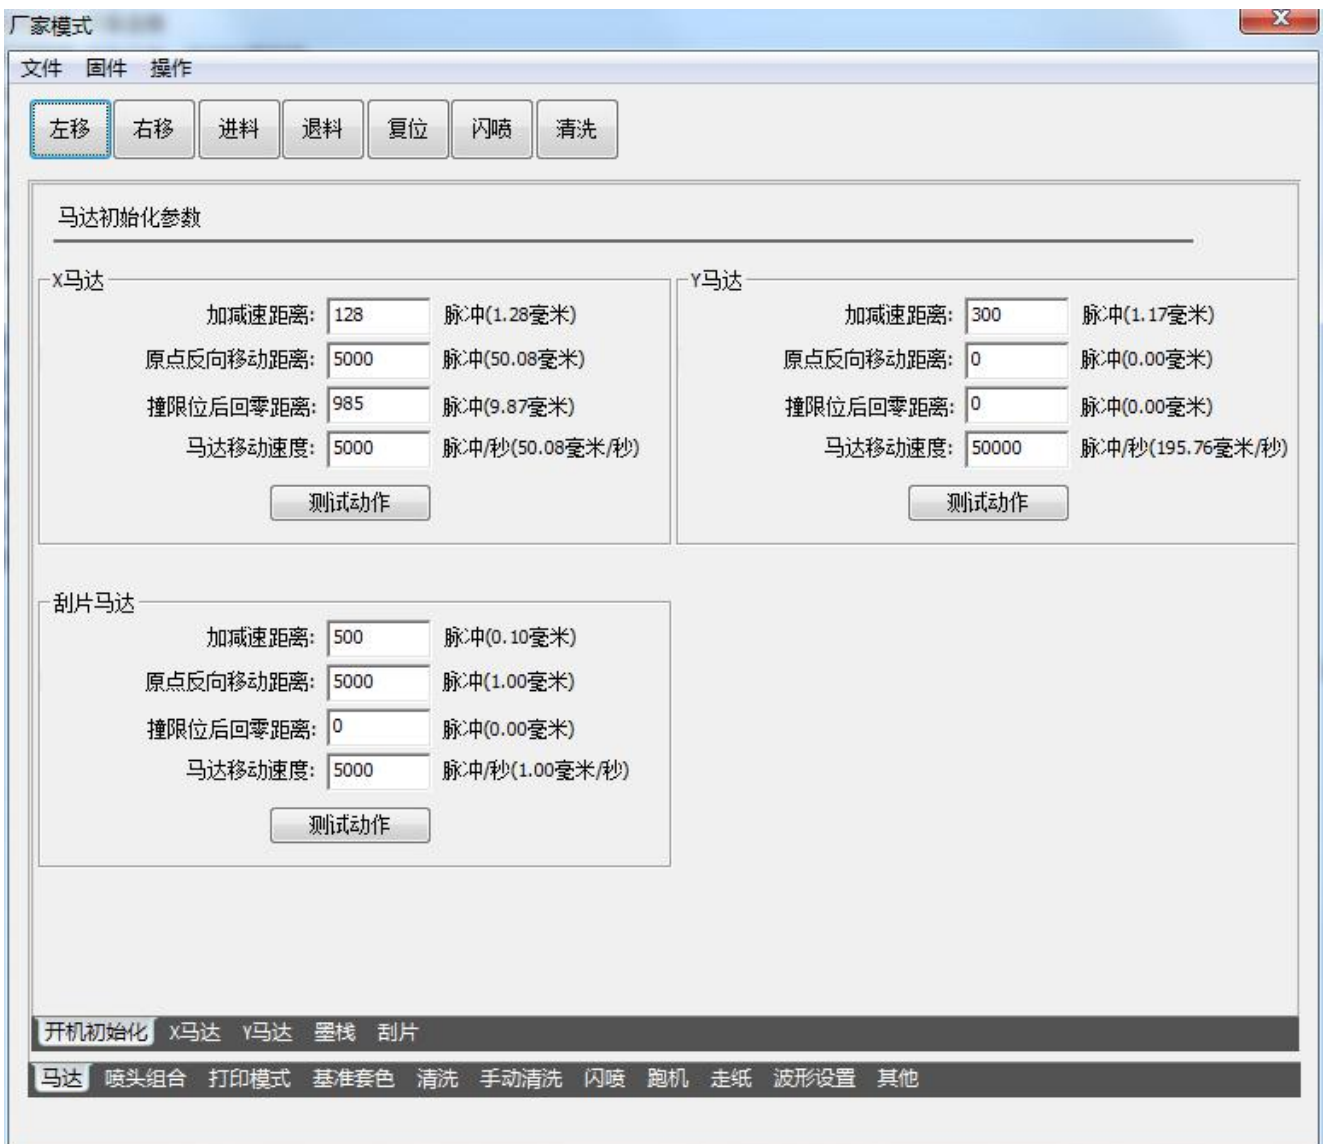 厂家模式
文件 固件 操作
左移 右移 进料 退料 复位 闪喷 清洗
马达初始化参数
X马达
加减速距离: 128 脉冲(1.28毫米)
原点反向移动距离: 5000 脉冲(50.08毫米)
撞限位后回零距离: 985 脉冲(9.87毫米)
马达移动速度: 5000 脉冲/秒(50.08毫米/秒)
测试动作
Y马达
加减速距离: 300 脉冲(1.17毫米)
原点反向移动距离: 0 脉冲(0.00毫米)
撞限位后回零距离: 0 脉冲(0.00毫米)
马达移动速度: 50000 脉冲/秒(195.76毫米/秒)
测试动作
刮片马达
加减速距离: 500 脉冲(0.10毫米)
原点反向移动距离: 5000 脉冲(1.00毫米)
撞限位后回零距离: 0 脉冲(0.00毫米)
马达移动速度: 5000 脉冲/秒(1.00毫米/秒)
测试动作
开机初始化 X马达 Y马达 墨栈 刮片
马达 喷头组合 打印模式 基准套色 清洗 手动清洗 闪喷 跑机 走纸 波形设置 其他